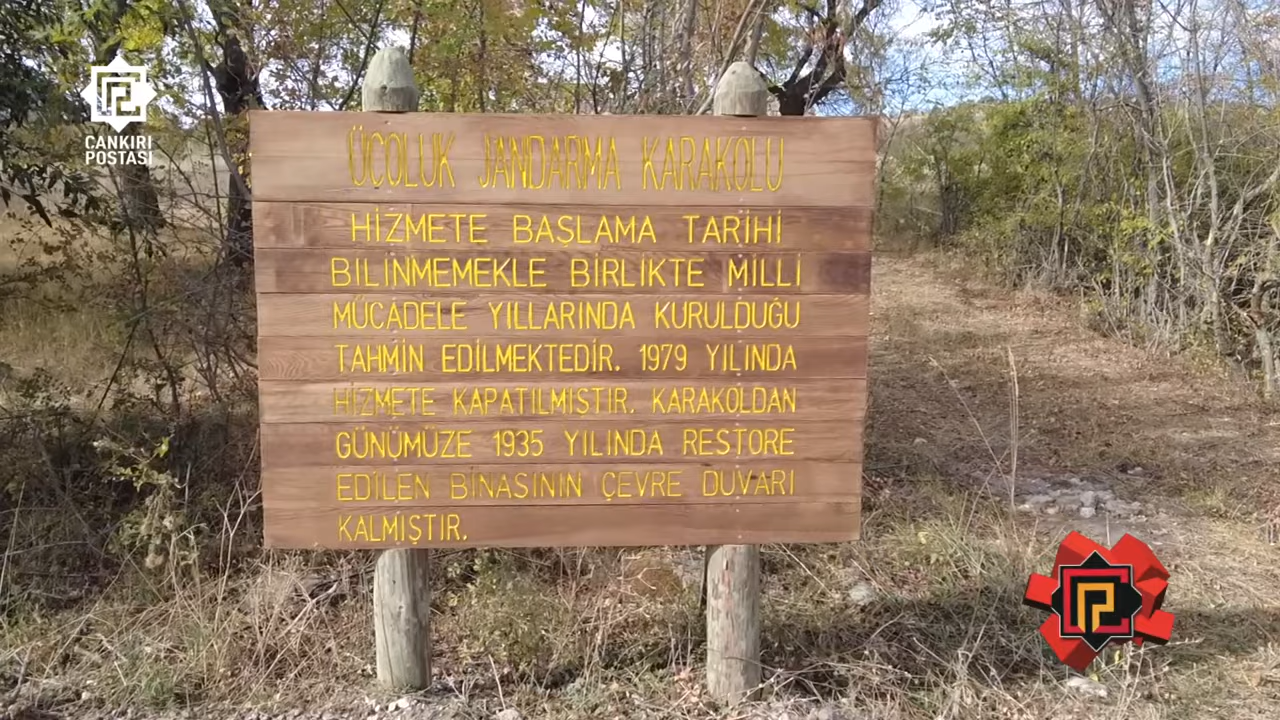 ÇANKIRI
POSTASI
ÜÇOLUK JANDARMA KARAKOLU
HİZMETE BAŞLAMA TARİHİ
BİLİNMEMEKLE BİRLİKTE MİLLİ
MÜCADELE YILLARINDA KURULDUĞU
TAHMİN EDİLMEKTEDİR. 1979 YILINDA
HİZMETE KAPATILMIŞTIR. KARAKOLDAN
GÜNÜMÜZE 1935 YILINDA RESTORE
EDİLEN BİNASININ ÇEVRE DUVARI
KALMIŞTIR.